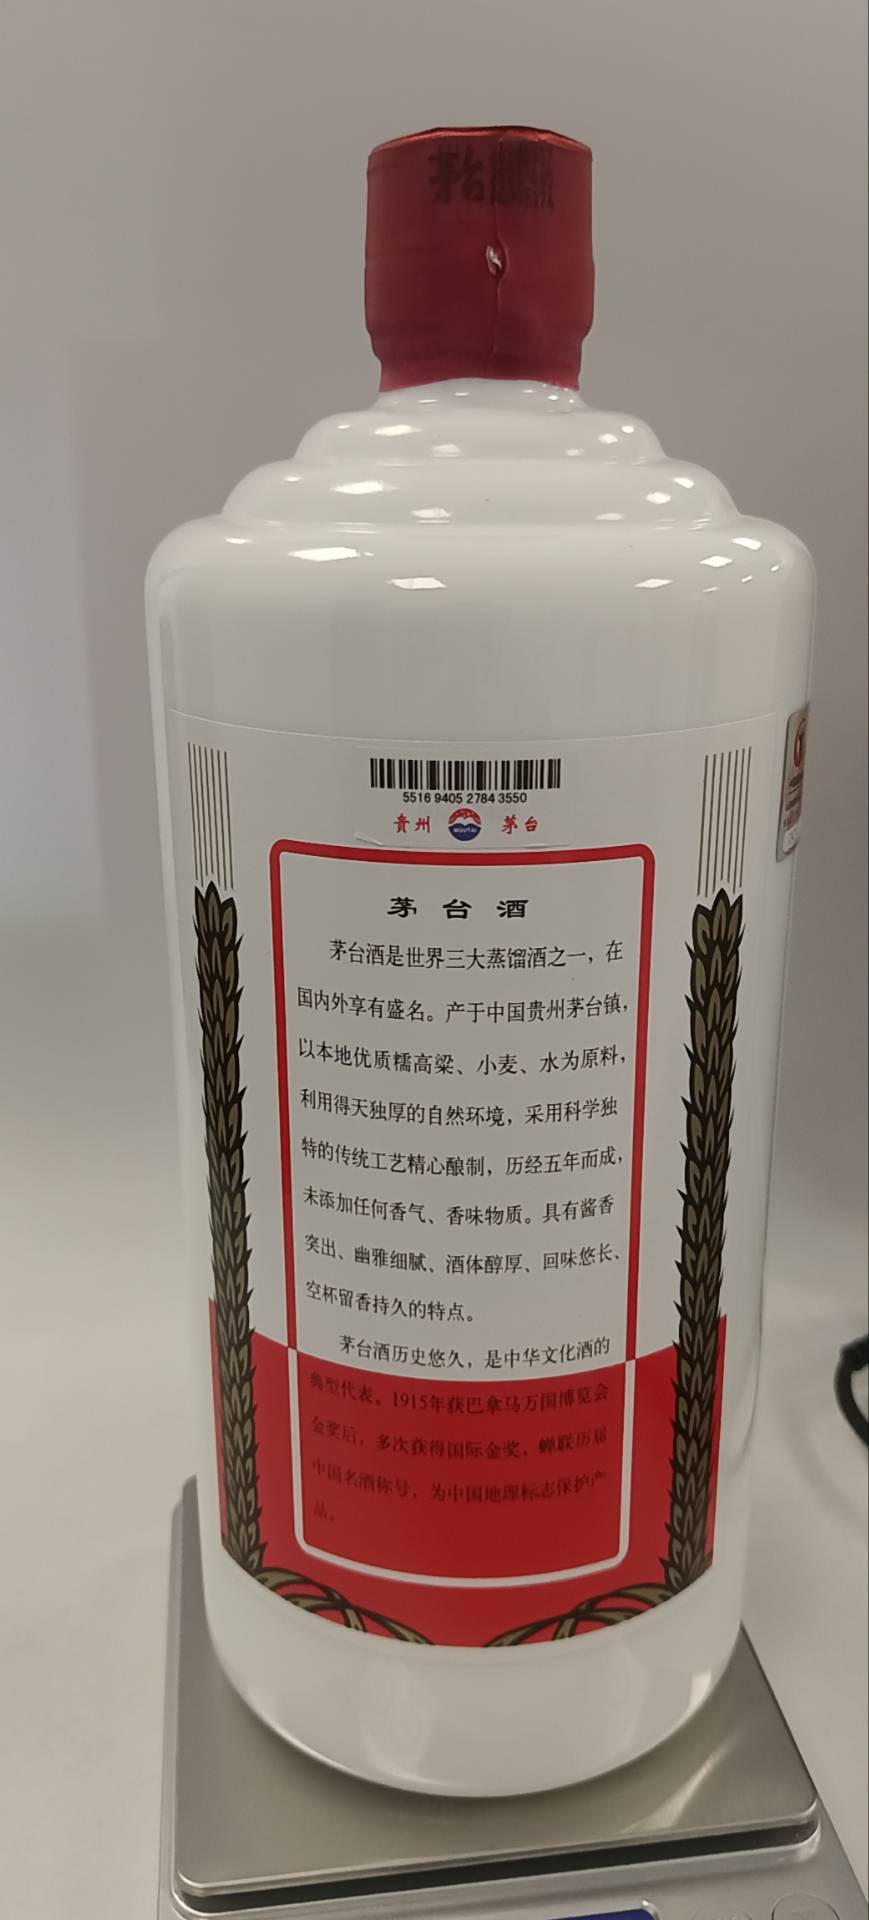 茅台
5516 9405 2784 3550
貴州 MOUTAI 茅台
茅台酒
茅台酒是世界三大蒸馏酒之一，在
国内外享有盛名。产于中国贵州茅台镇，
以本地优质糯高粱、小麦、水为原料，
利用得天独厚的自然环境，采用科学独
特的传统工艺精心酿制，历经五年而成，
未添加任何香气、香味物质。具有酱香
突出、幽雅细腻、酒体醇厚、回味悠长、
空杯留香持久的特点。
茅台酒历史悠久，是中华文化酒的
典型代表。1915年获巴拿马万国博览会
金奖后，多次获得国际金奖，蝉联历届
中国名酒称号，为中国地理标志保护产
品。